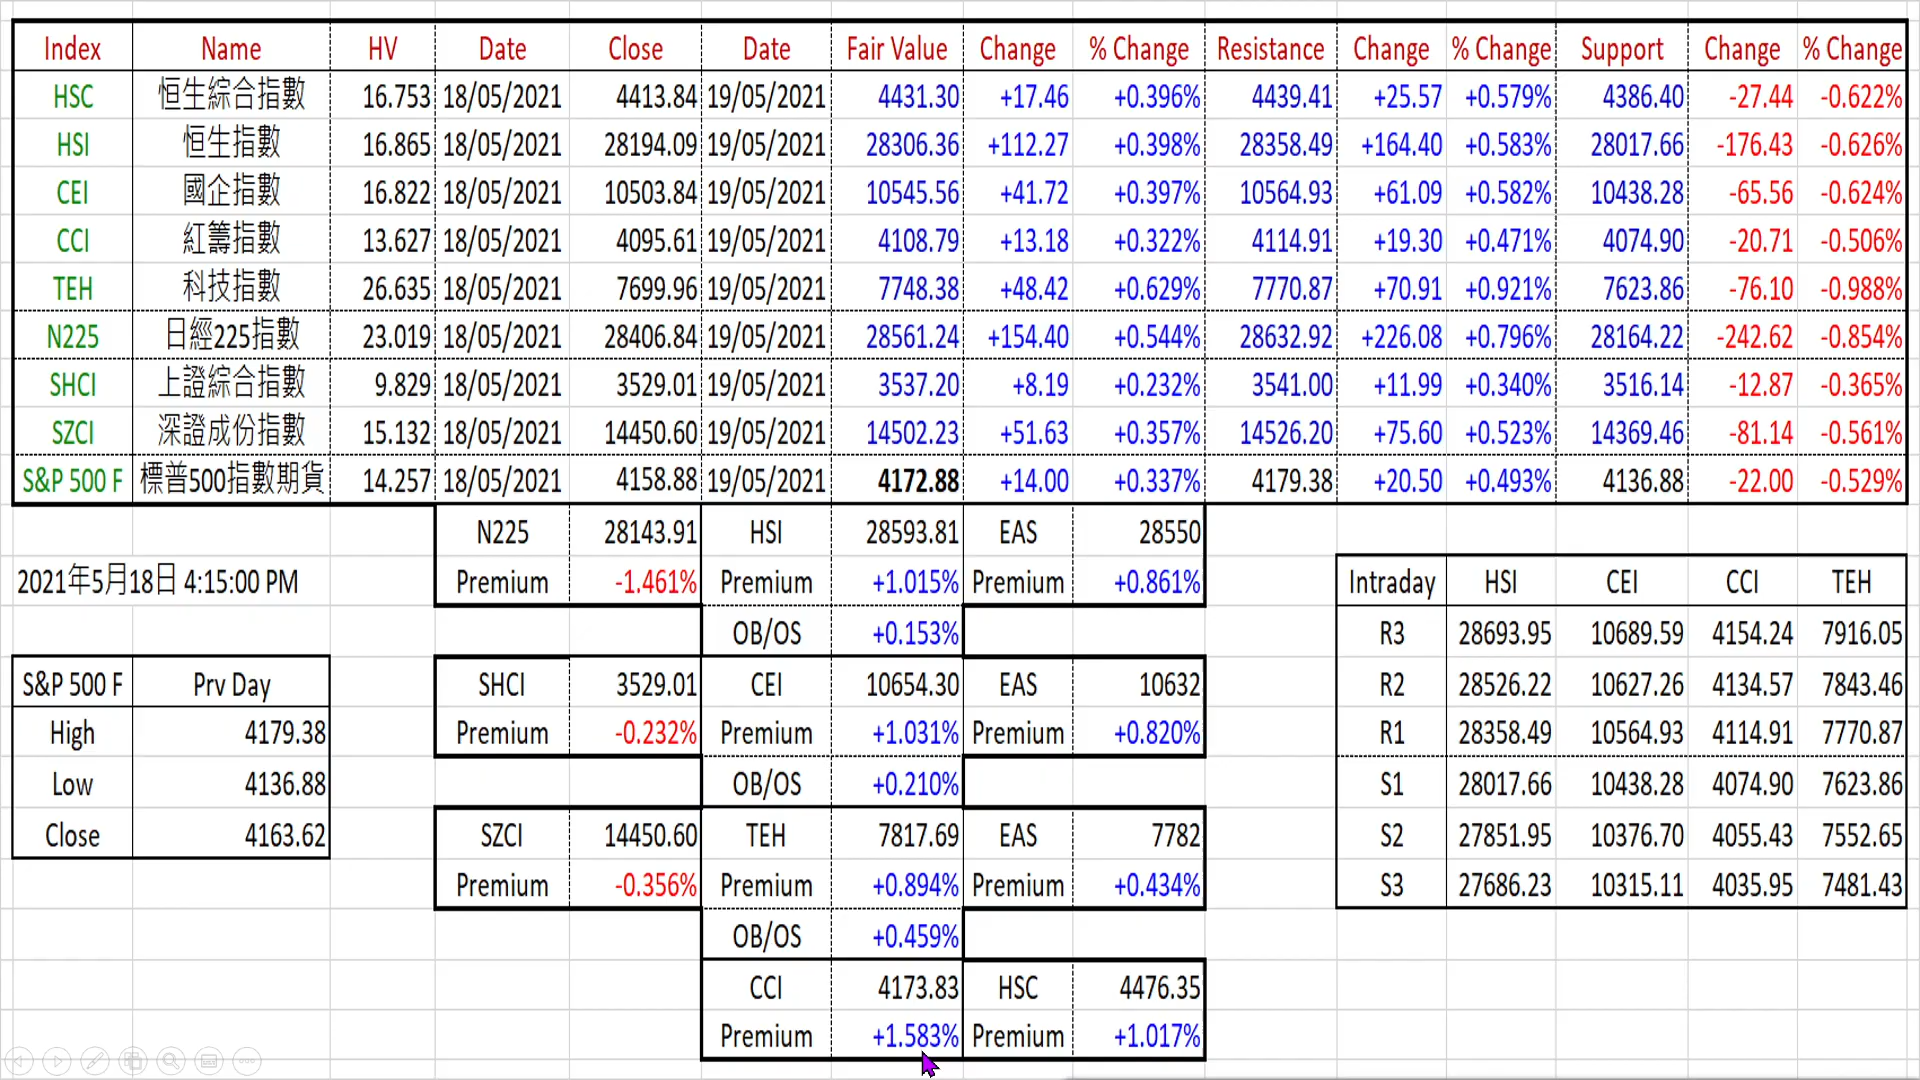 Index Name HV Date Close Date Fair Value Change % Change Resistance Change % Change Support Change % Change
HSC 恒生綜合指數 16.753 18/05/2021 4413.84 19/05/2021 4431.30 +17.46 +0.396% 4439.41 +25.57 +0.579% 4386.40 -27.44 -0.622%
HSI 恒生指數 16.865 18/05/2021 28194.09 19/05/2021 28306.36 +112.27 +0.398% 28358.49 +164.40 +0.583% 28017.66 -176.43 -0.626%
CEI 國企指數 16.822 18/05/2021 10503.84 19/05/2021 10545.56 +41.72 +0.397% 10564.93 +61.09 +0.582% 10438.28 -65.56 -0.624%
CCI 紅籌指數 13.627 18/05/2021 4095.61 19/05/2021 4108.79 +13.18 +0.322% 4114.91 +19.30 +0.471% 4074.90 -20.71 -0.506%
TEH 科技指數 26.635 18/05/2021 7699.96 19/05/2021 7748.38 +48.42 +0.629% 7770.87 +70.91 +0.921% 7623.86 -76.10 -0.988%
N225 日經225指數 23.019 18/05/2021 28406.84 19/05/2021 28561.24 +154.40 +0.544% 28632.92 +226.08 +0.796% 28164.22 -242.62 -0.854%
SHCI 上證綜合指數 9.829 18/05/2021 3529.01 19/05/2021 3537.20 +8.19 +0.232% 3541.00 +11.99 +0.340% 3516.14 -12.87 -0.365%
SZCI 深證成份指數 15.132 18/05/2021 14450.60 19/05/2021 14502.23 +51.63 +0.357% 14526.20 +75.60 +0.523% 14369.46 -81.14 -0.561%
S&P 500 F 標普500指數期貨 14.257 18/05/2021 4158.88 19/05/2021 4172.88 +14.00 +0.337% 4179.38 +20.50 +0.493% 4136.88 -22.00 -0.529%
N225 28143.91 HSI 28593.81 EAS 28550
2021年5月18日 4:15:00 PM Premium -1.461% Premium +1.015% Premium +0.861% Intraday HSI CEI CCI TEH
OB/OS +0.153% R3 28693.95 10689.59 4154.24 7916.05
S&P 500 F Prv Day SHCI 3529.01 CEI 10654.30 EAS 10632 R2 28526.22 10627.26 4134.57 7843.46
High 4179.38 Premium -0.232% Premium +1.031% Premium +0.820% R1 28358.49 10564.93 4114.91 7770.87
Low 4136.88 OB/OS +0.210% S1 28017.66 10438.28 4074.90 7623.86
Close 4163.62 SZCI 14450.60 TEH 7817.69 EAS 7782 S2 27851.95 10376.70 4055.43 7552.65
Premium -0.356% Premium +0.894% Premium +0.434% S3 27686.23 10315.11 4035.95 7481.43
OB/OS +0.459%
CCI 4173.83 HSC 4476.35
Premium +1.583% Premium +1.017%